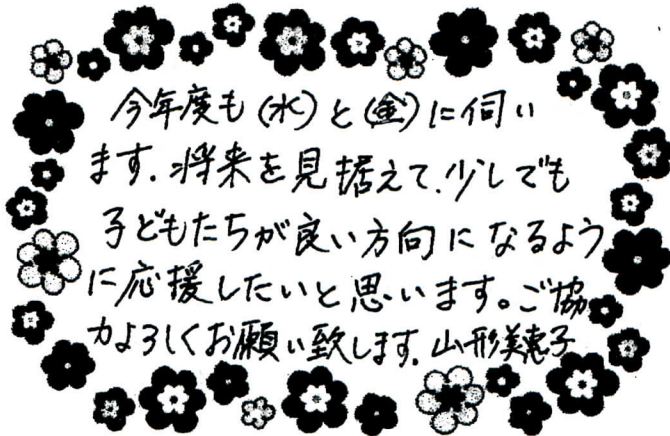 今年度も(水)と(金)に伺い
ます.将来を見据えて.少しでも
子どもたちが良い方向になるよう
に応援したいと思います。ご協
力よろしくお願い致します.山形美恵子